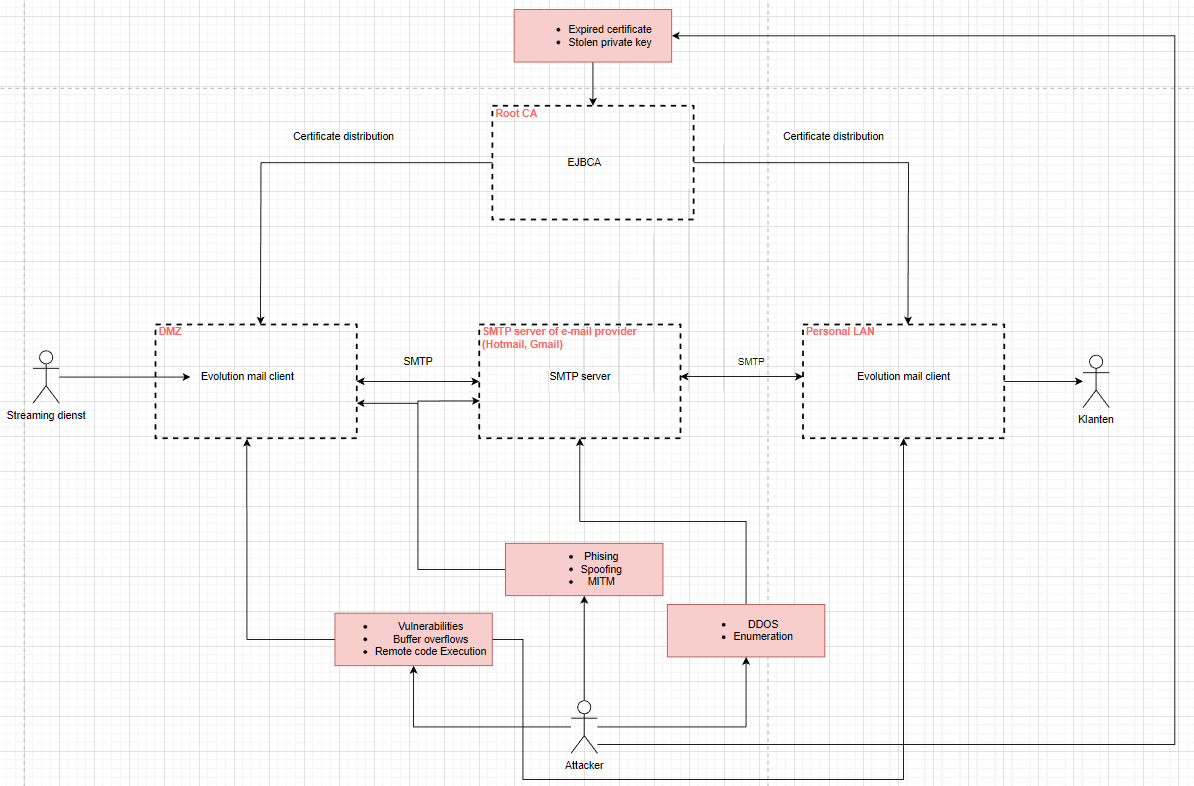 Expired certificate
Stolen private key
Root CA
Certificate distribution
Certificate distribution
EJBCA
DMZ
SMTP server of e-mail provider
(Hotmail, Gmail)
Personal LAN
SMTP
SMTP
Evolution mail client
SMTP server
Evolution mail client
Streaming dienst
Klanten
Phising
Spoofing
MITM
Vulnerabilities
Buffer overflows
Remote code Execution
DDOS
Enumeration
Attacker